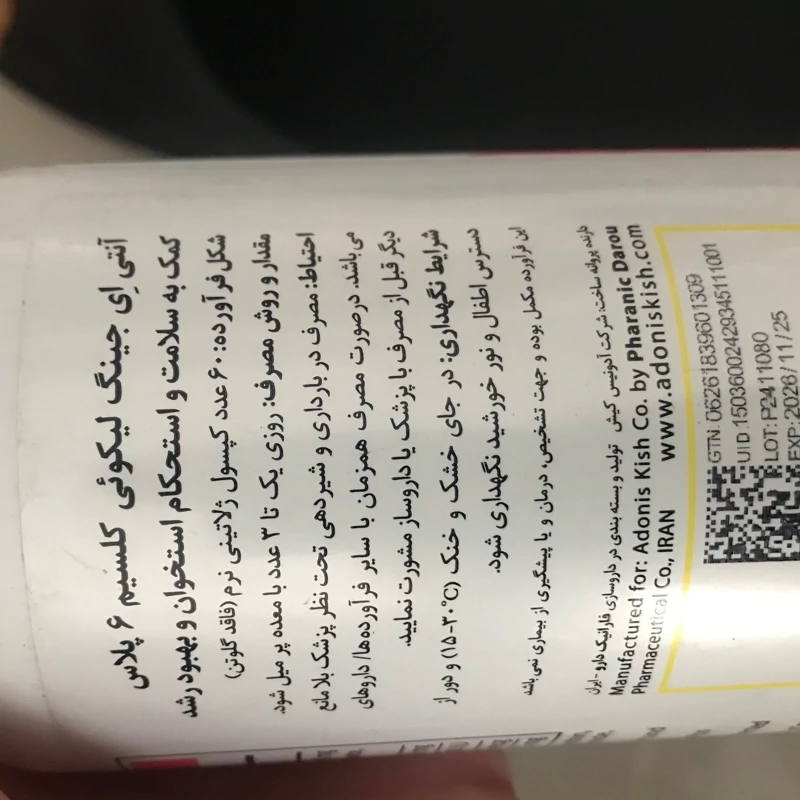 آنتی اِی جینگ لیکوئی کلسیم ۶ پلاس
کمک به سلامت و استحکام استخوان و بهبود رشد
شکل فرآورده: ۶۰ عدد کپسول ژلاتینی نرم (فاقد گلوتن)
مقدار و روش مصرف: روزی یک تا ۳ عدد با معده پر میل شود.
احتیاط: مصرف در بارداری و شیردهی تحت نظر پزشک بلامانع
می‌باشد. درصورت مصرف همزمان با سایر فرآورده‌ها/ داروهای
دیگر قبل از مصرف با پزشک یا داروساز مشورت نمایید.
شرایط نگهداری: در جای خشک و خنک (۱۵-۳۰°C) و دور از
دسترس اطفال و نور خورشید نگهداری شود.
این فرآورده مکمل بوده و جهت تشخیص، درمان و یا پیشگیری از بیماری نمی‌باشد
دارنده پروانه ساخت: شرکت آدونیس کیش تولید و بسته بندی در داروسازی فارانیک دارو - ایران
Manufactured for: Adonis Kish Co. by Pharanic Darou
Pharmaceutical Co., IRAN www.adoniskish.com
GTN: 06261839601309
UID:15036002429345111001
LOT: P2411080
EXP: 2026/11/25